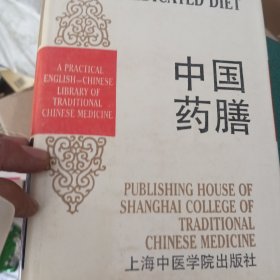 DIET
A PRACTICAL
ENGLISH—CHINESE
LIBRARY OF
TRADITIONAL
CHINESE MEDICINE
中国
药膳
PUBLISHING HOUSE OF
SHANGHAI COLLEGE OF
TRADITIONAL
CHINESE MEDICINE
上海中医学院出版社